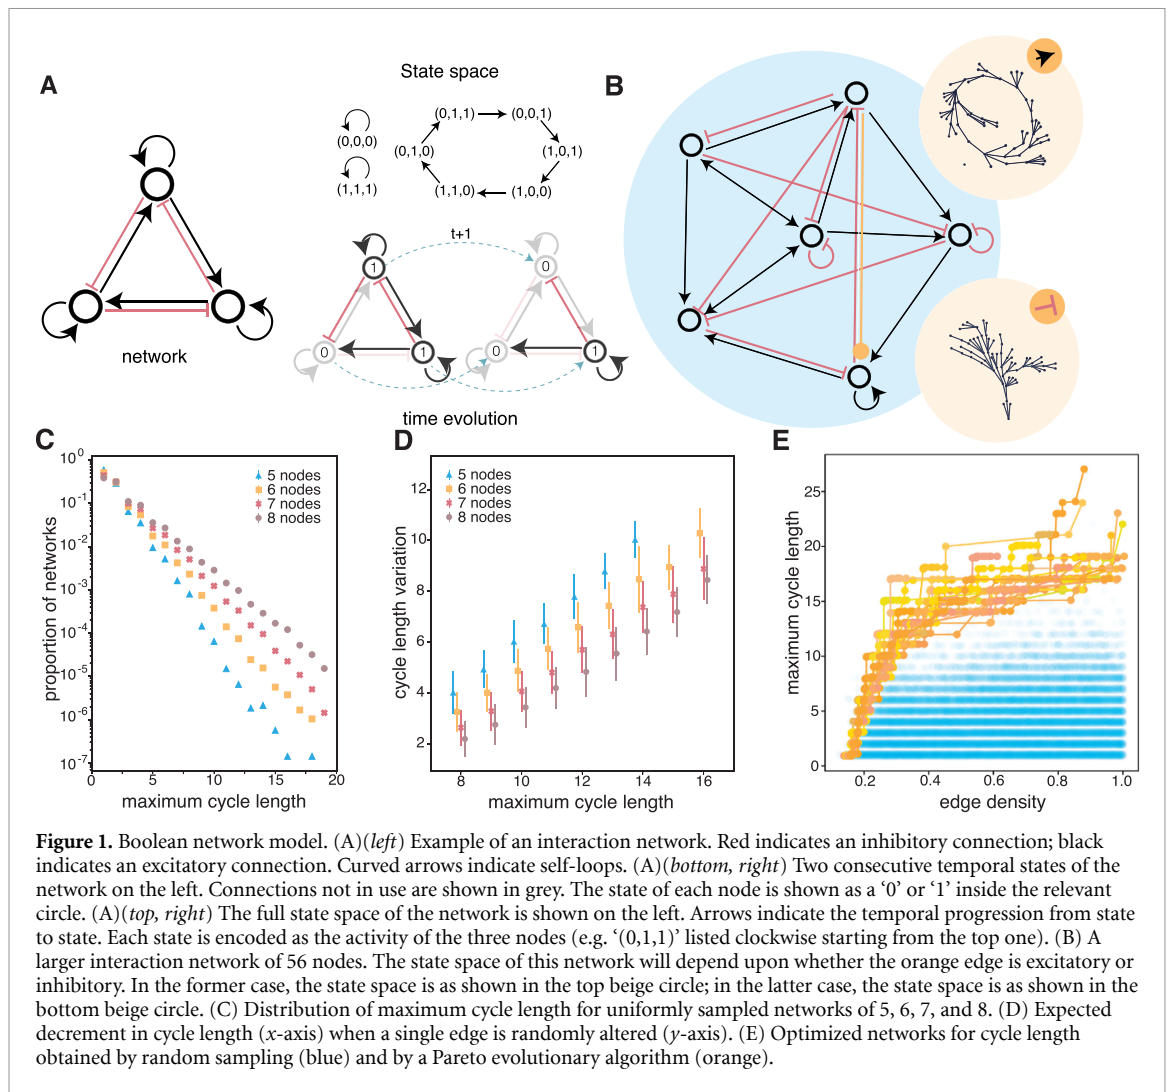 A
State space
(0,1,1)
(0,0,1)
(0,0,0)
(0,1,0)
(1,0,1)
(1,1,1)
(1,1,0)
(1,0,0)
network
t+1
1
0
0
1
0
1
time evolution
B
C
proportion of networks
10^0
10^-1
10^-2
10^-3
10^-4
10^-5
10^-6
10^-7
5 nodes
6 nodes
7 nodes
8 nodes
0 5 10 15 20
maximum cycle length
D
cycle length variation
12
10
8
6
4
2
5 nodes
6 nodes
7 nodes
8 nodes
8 10 12 14 16
maximum cycle length
E
maximum cycle length
25
20
15
10
5
0
0.2 0.4 0.6 0.8 1.0
edge density
Figure 1. Boolean network model. (A)(left) Example of an interaction network. Red indicates an inhibitory connection; black
indicates an excitatory connection. Curved arrows indicate self-loops. (A)(bottom, right) Two consecutive temporal states of the
network on the left. Connections not in use are shown in grey. The state of each node is shown as a ‘0’ or ‘1’ inside the relevant
circle. (A)(top, right) The full state space of the network is shown on the left. Arrows indicate the temporal progression from state
to state. Each state is encoded as the activity of the three nodes (e.g. ‘(0,1,1)’ listed clockwise starting from the top one). (B) A
larger interaction network of 56 nodes. The state space of this network will depend upon whether the orange edge is excitatory or
inhibitory. In the former case, the state space is as shown in the top beige circle; in the latter case, the state space is as shown in the
bottom beige circle. (C) Distribution of maximum cycle length for uniformly sampled networks of 5, 6, 7, and 8. (D) Expected
decrement in cycle length (x-axis) when a single edge is randomly altered (y-axis). (E) Optimized networks for cycle length
obtained by random sampling (blue) and by a Pareto evolutionary algorithm (orange).